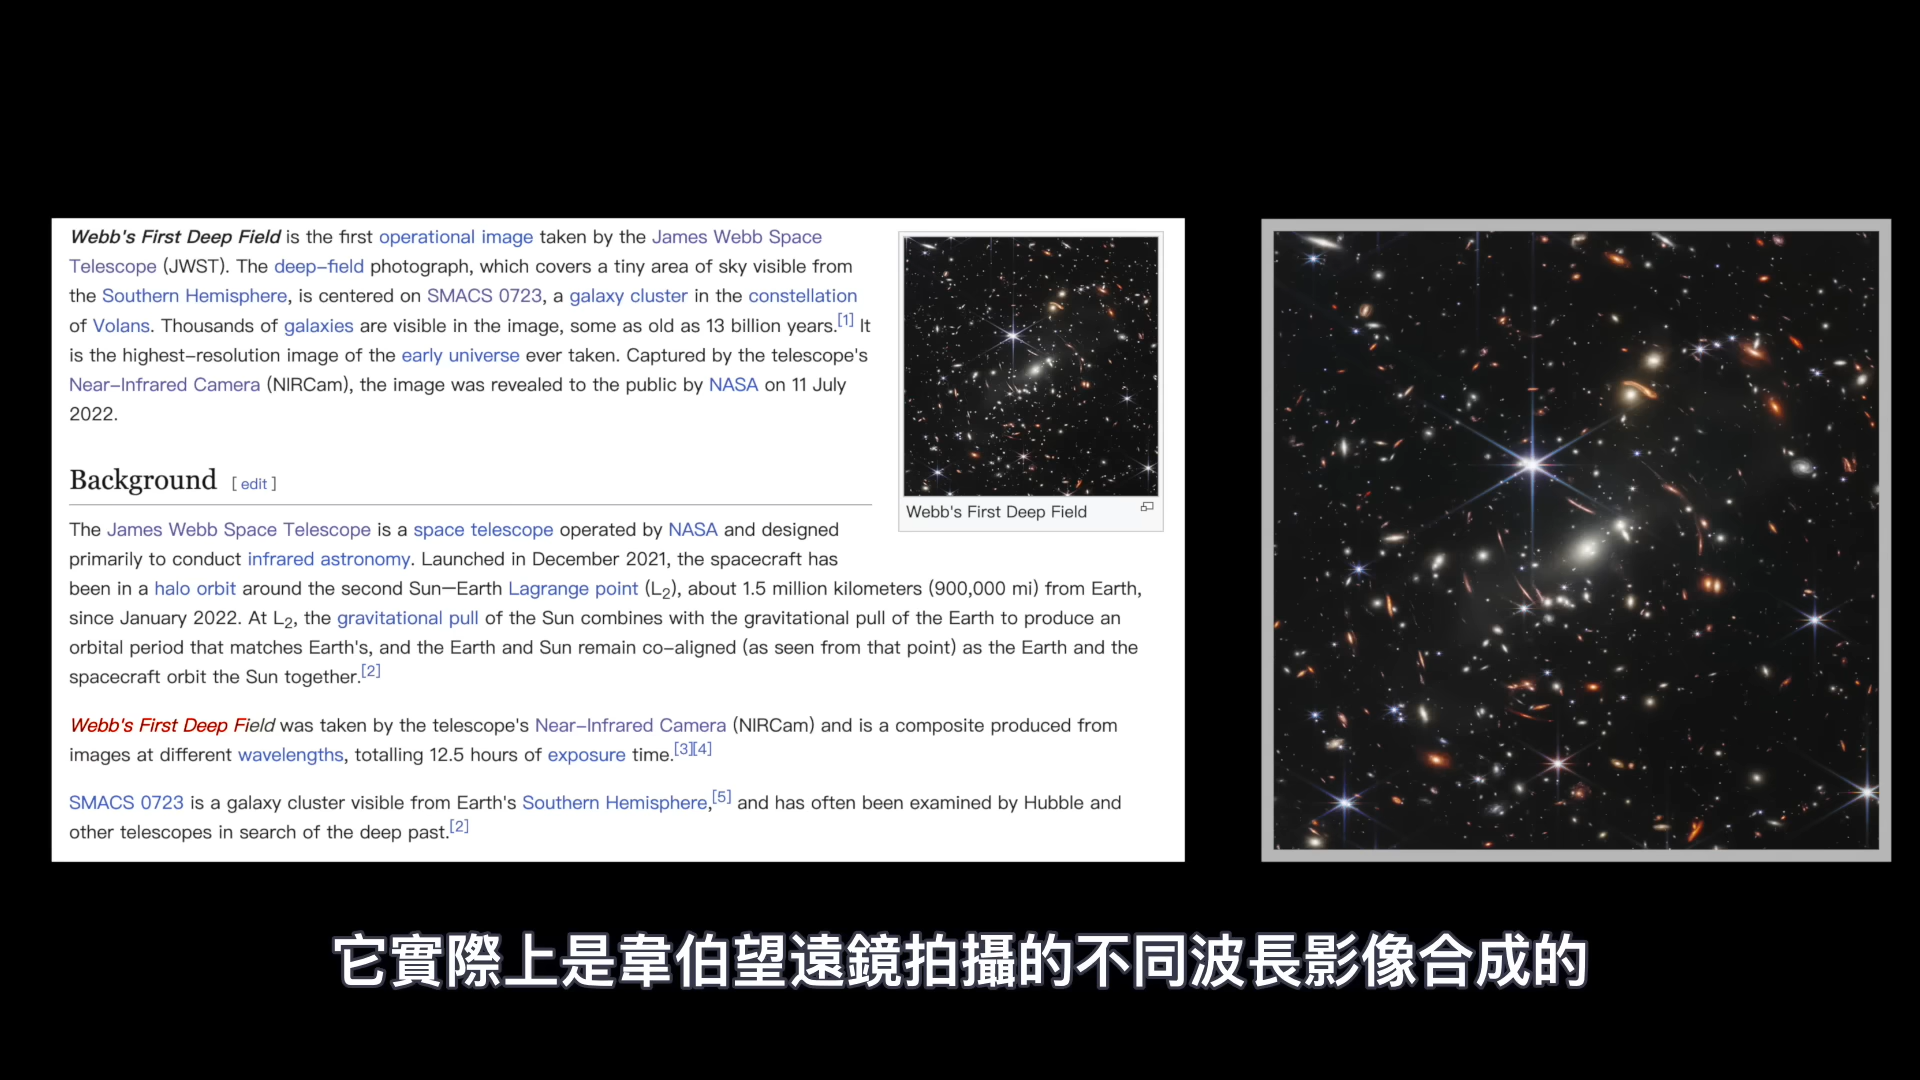 Webb's First Deep Field is the first operational image taken by the James Webb Space
Telescope (JWST). The deep-field photograph, which covers a tiny area of sky visible from
the Southern Hemisphere, is centered on SMACS 0723, a galaxy cluster in the constellation
of Volans. Thousands of galaxies are visible in the image, some as old as 13 billion years.[1] It
is the highest-resolution image of the early universe ever taken. Captured by the telescope's
Near-Infrared Camera (NIRCam), the image was revealed to the public by NASA on 11 July
2022.
Webb's First Deep Field
Background [ edit ]
The James Webb Space Telescope is a space telescope operated by NASA and designed
primarily to conduct infrared astronomy. Launched in December 2021, the spacecraft has
been in a halo orbit around the second Sun—Earth Lagrange point (L2), about 1.5 million kilometers (900,000 mi) from Earth,
since January 2022. At L2, the gravitational pull of the Sun combines with the gravitational pull of the Earth to produce an
orbital period that matches Earth's, and the Earth and Sun remain co-aligned (as seen from that point) as the Earth and the
spacecraft orbit the Sun together.[2]
Webb's First Deep Field was taken by the telescope's Near-Infrared Camera (NIRCam) and is a composite produced from
images at different wavelengths, totalling 12.5 hours of exposure time.[3][4]
SMACS 0723 is a galaxy cluster visible from Earth's Southern Hemisphere,[5] and has often been examined by Hubble and
other telescopes in search of the deep past.[2]
它實際上是韋伯望遠鏡拍攝的不同波長影像合成的